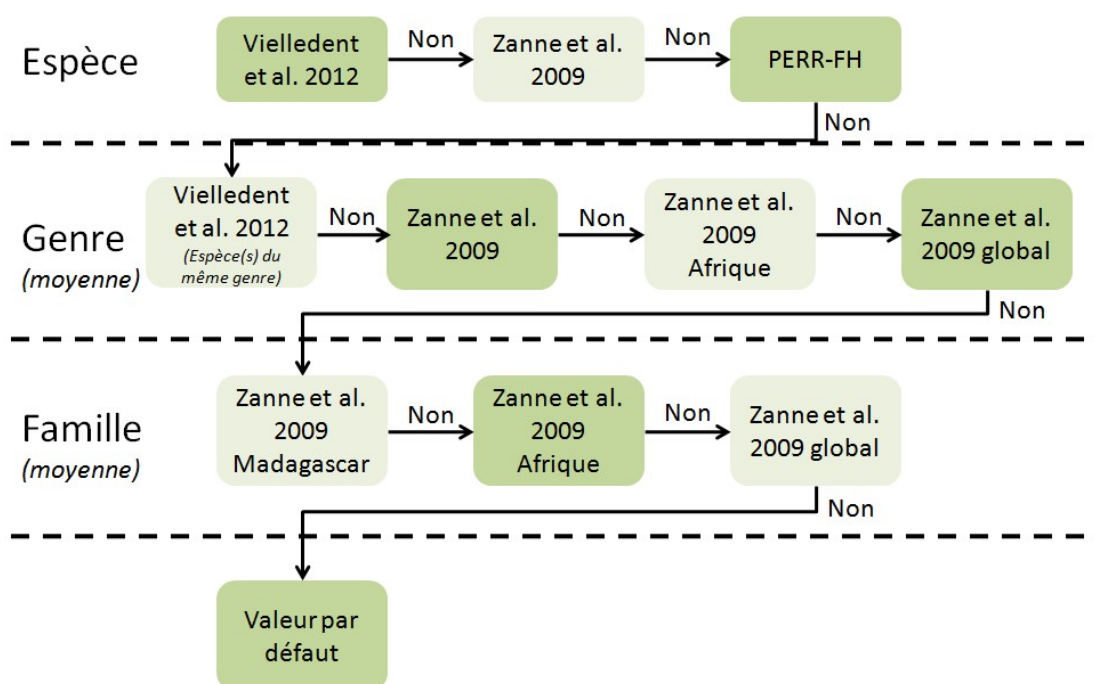 Espèce
Vielledent
et al. 2012
Non
Zanne et al.
2009
Non
PERR-FH
Non
Genre
(moyenne)
Vielledent
et al. 2012
(Espèce(s) du
même genre)
Non
Zanne et al.
2009
Non
Zanne et al.
2009
Afrique
Non
Zanne et al.
2009 global
Non
Famille
(moyenne)
Zanne et al.
2009
Madagascar
Non
Zanne et al.
2009
Afrique
Non
Zanne et al.
2009 global
Non
Valeur par
défaut